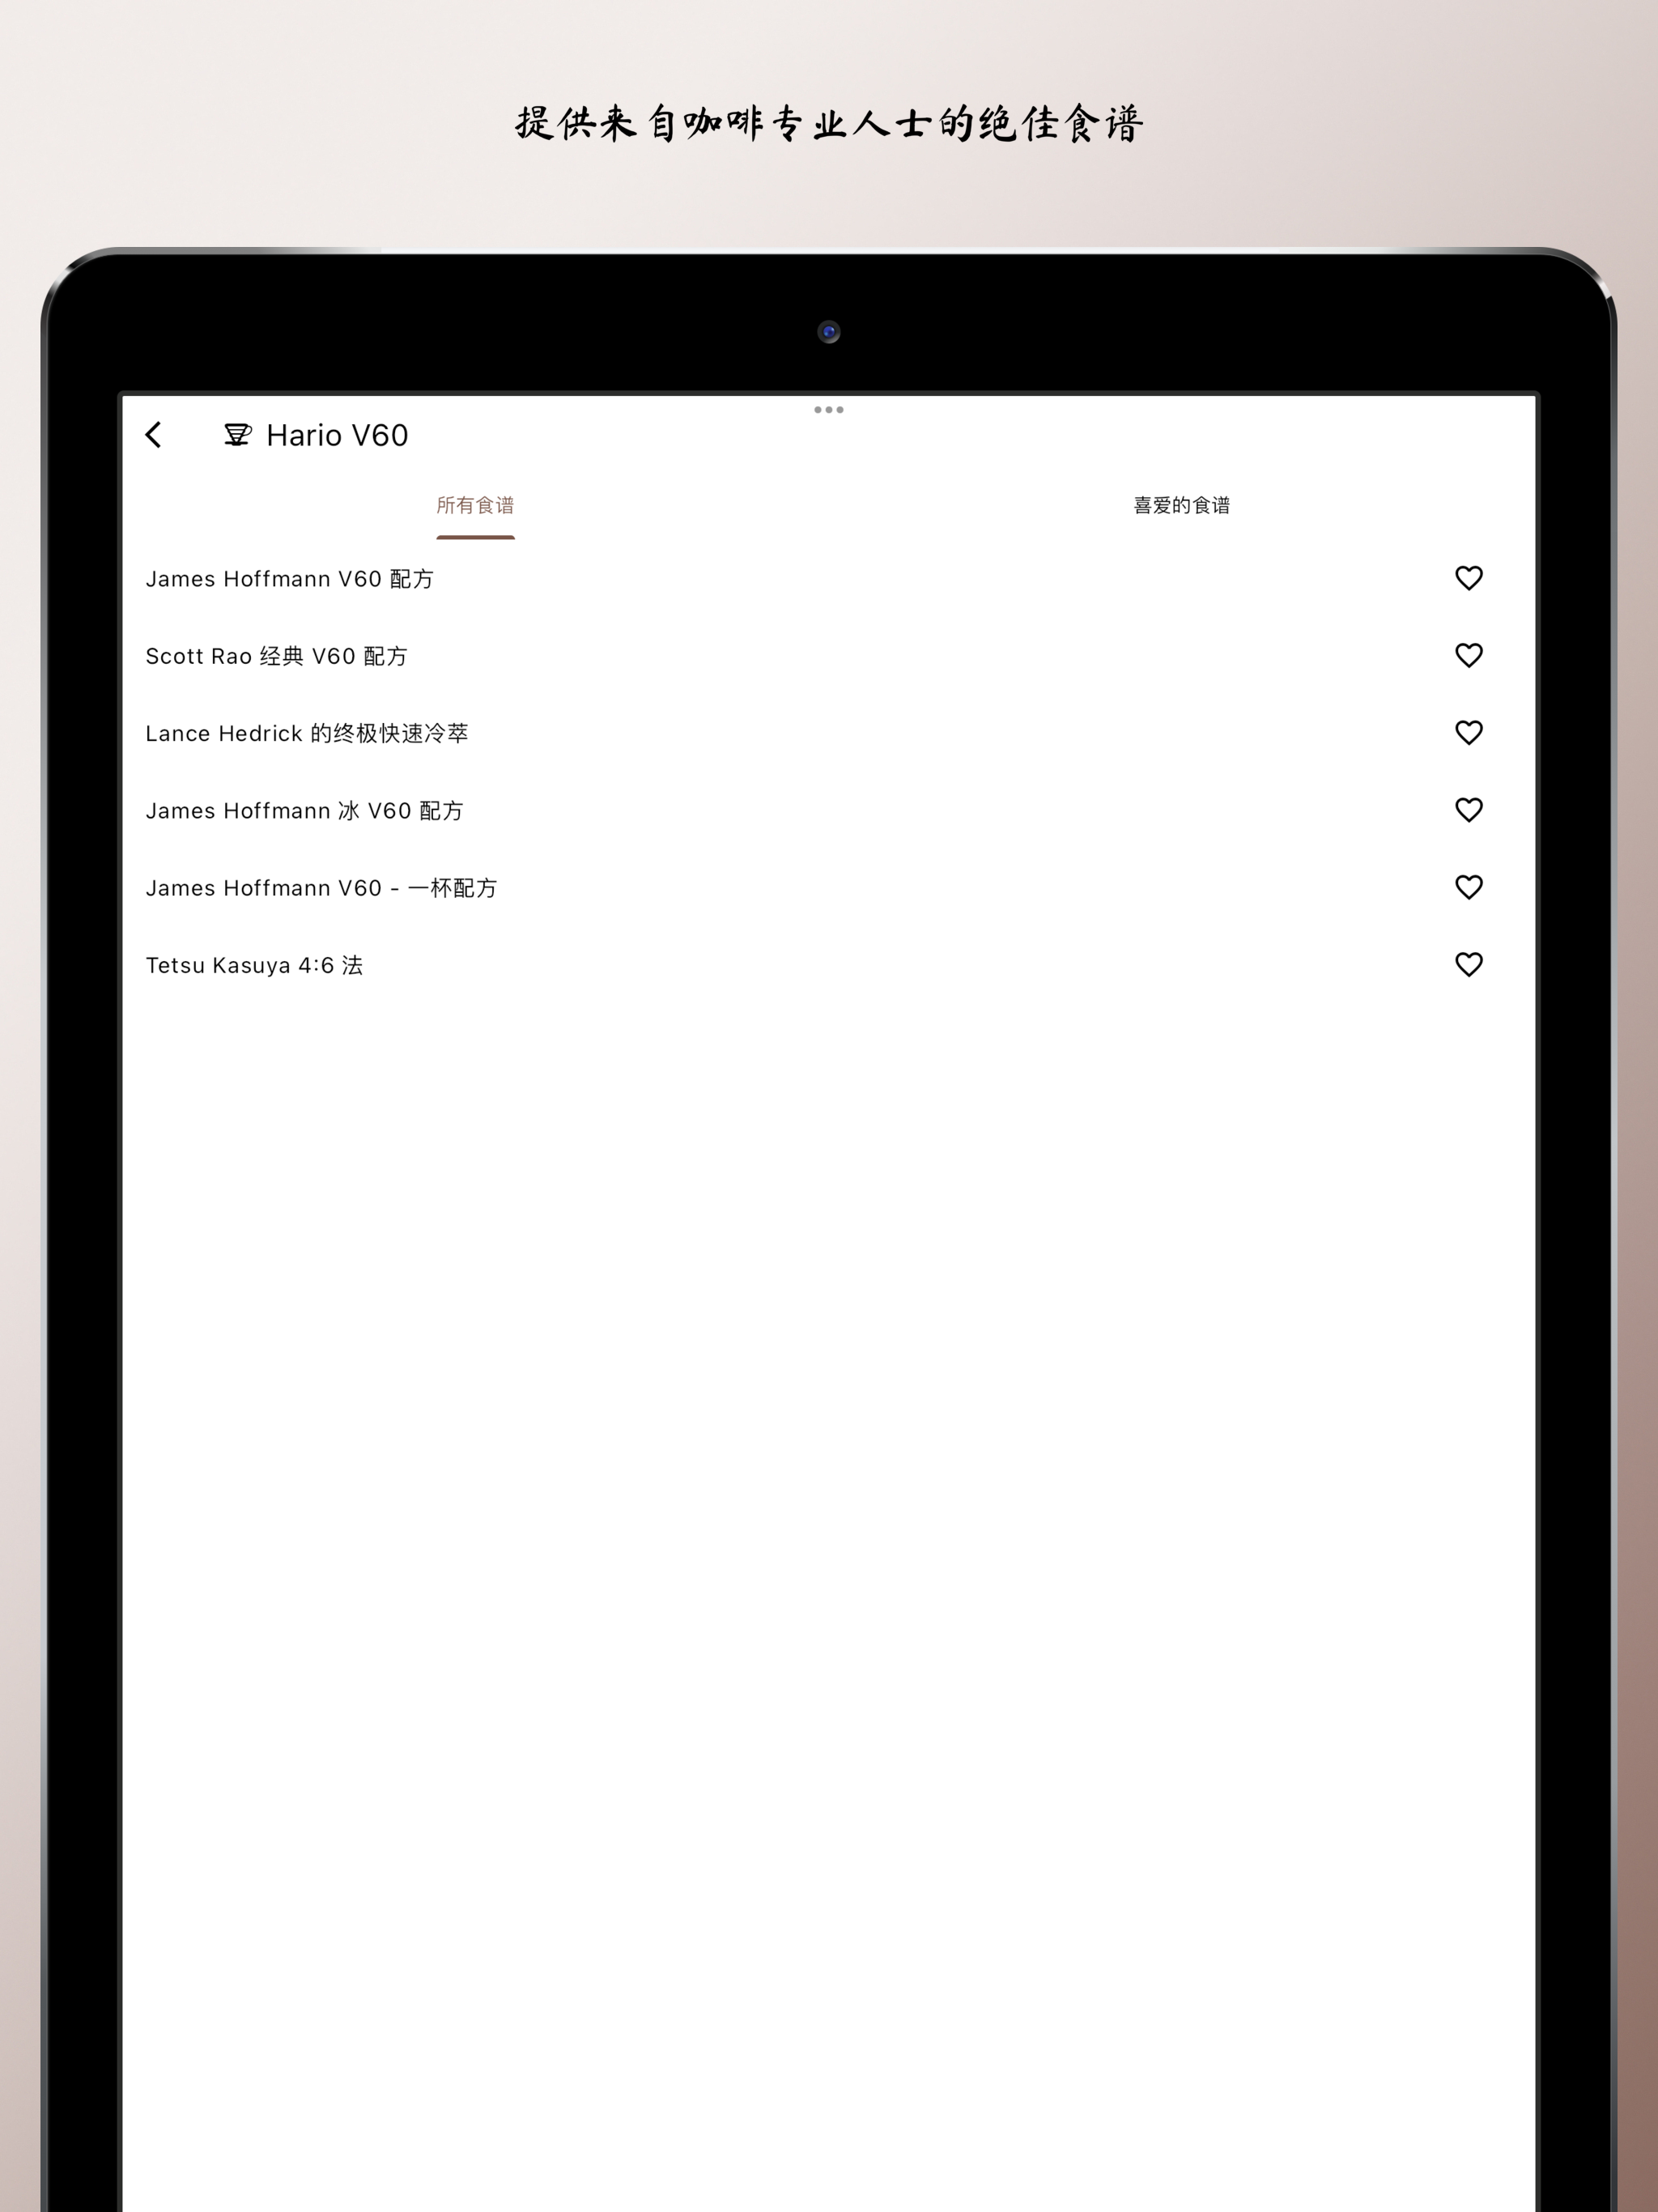 提供来自咖啡专业人士的绝佳食谱
Hario V60
所有食谱
喜爱的食谱
James Hoffmann V60 配方
Scott Rao 经典 V60 配方
Lance Hedrick 的终极快速冷萃
James Hoffmann 冰 V60 配方
James Hoffmann V60 - 一杯配方
Tetsu Kasuya 4:6 法